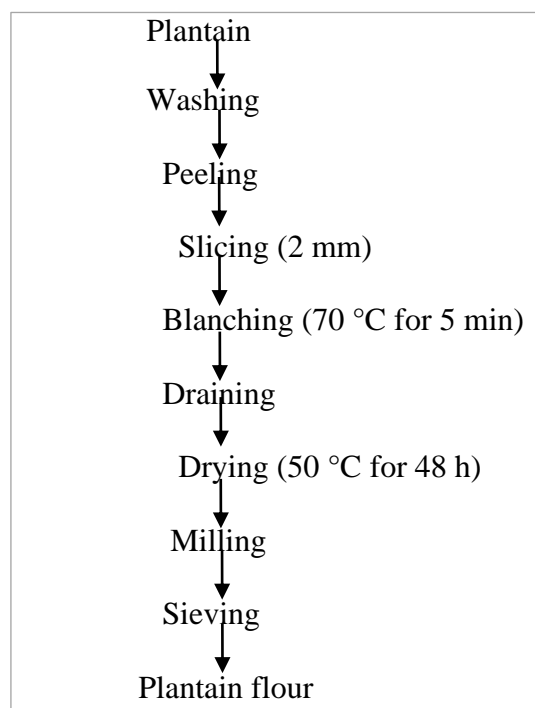 Plantain
Washing
Peeling
Slicing (2 mm)
Blanching (70 °C for 5 min)
Draining
Drying (50 °C for 48 h)
Milling
Sieving
Plantain flour